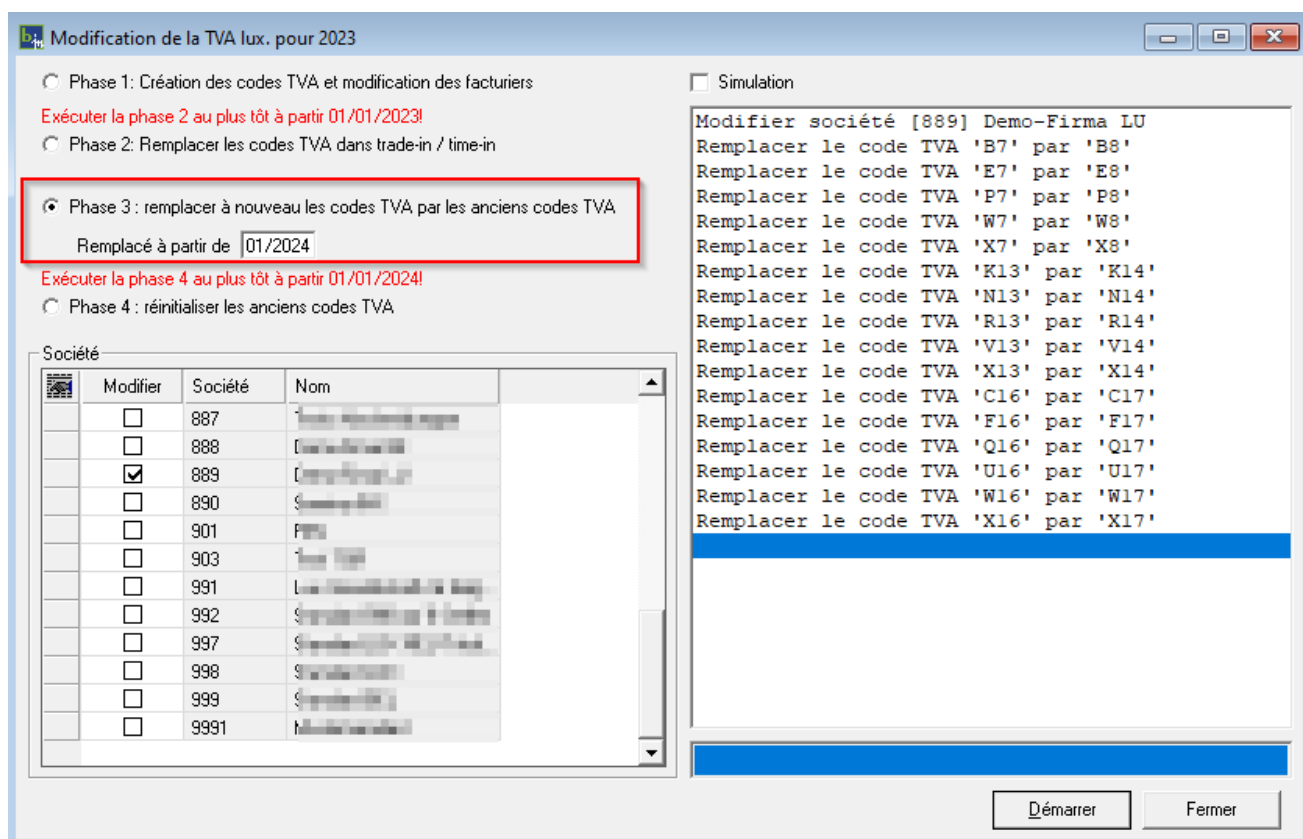 Modification de la TVA lux. pour 2023
Phase 1: Création des codes TVA et modification des facturiers
Exécuter la phase 2 au plus tôt à partir 01/01/2023!
Phase 2: Remplacer les codes TVA dans trade-in / time-in
Phase 3 : remplacer à nouveau les codes TVA par les anciens codes TVA
Remplacé à partir de 01/2024
Exécuter la phase 4 au plus tôt à partir 01/01/2024!
Phase 4 : réinitialiser les anciens codes TVA
Société
Modifier Société Nom
887
888
889
890
901
903
991
992
997
998
999
9991
Simulation
Modifier société [889] Demo-Firma LU
Remplacer le code TVA 'B7' par 'B8'
Remplacer le code TVA 'E7' par 'E8'
Remplacer le code TVA 'P7' par 'P8'
Remplacer le code TVA 'W7' par 'W8'
Remplacer le code TVA 'X7' par 'X8'
Remplacer le code TVA 'K13' par 'K14'
Remplacer le code TVA 'N13' par 'N14'
Remplacer le code TVA 'R13' par 'R14'
Remplacer le code TVA 'V13' par 'V14'
Remplacer le code TVA 'X13' par 'X14'
Remplacer le code TVA 'C16' par 'C17'
Remplacer le code TVA 'F16' par 'F17'
Remplacer le code TVA 'Q16' par 'Q17'
Remplacer le code TVA 'U16' par 'U17'
Remplacer le code TVA 'W16' par 'W17'
Remplacer le code TVA 'X16' par 'X17'
Démarrer Fermer